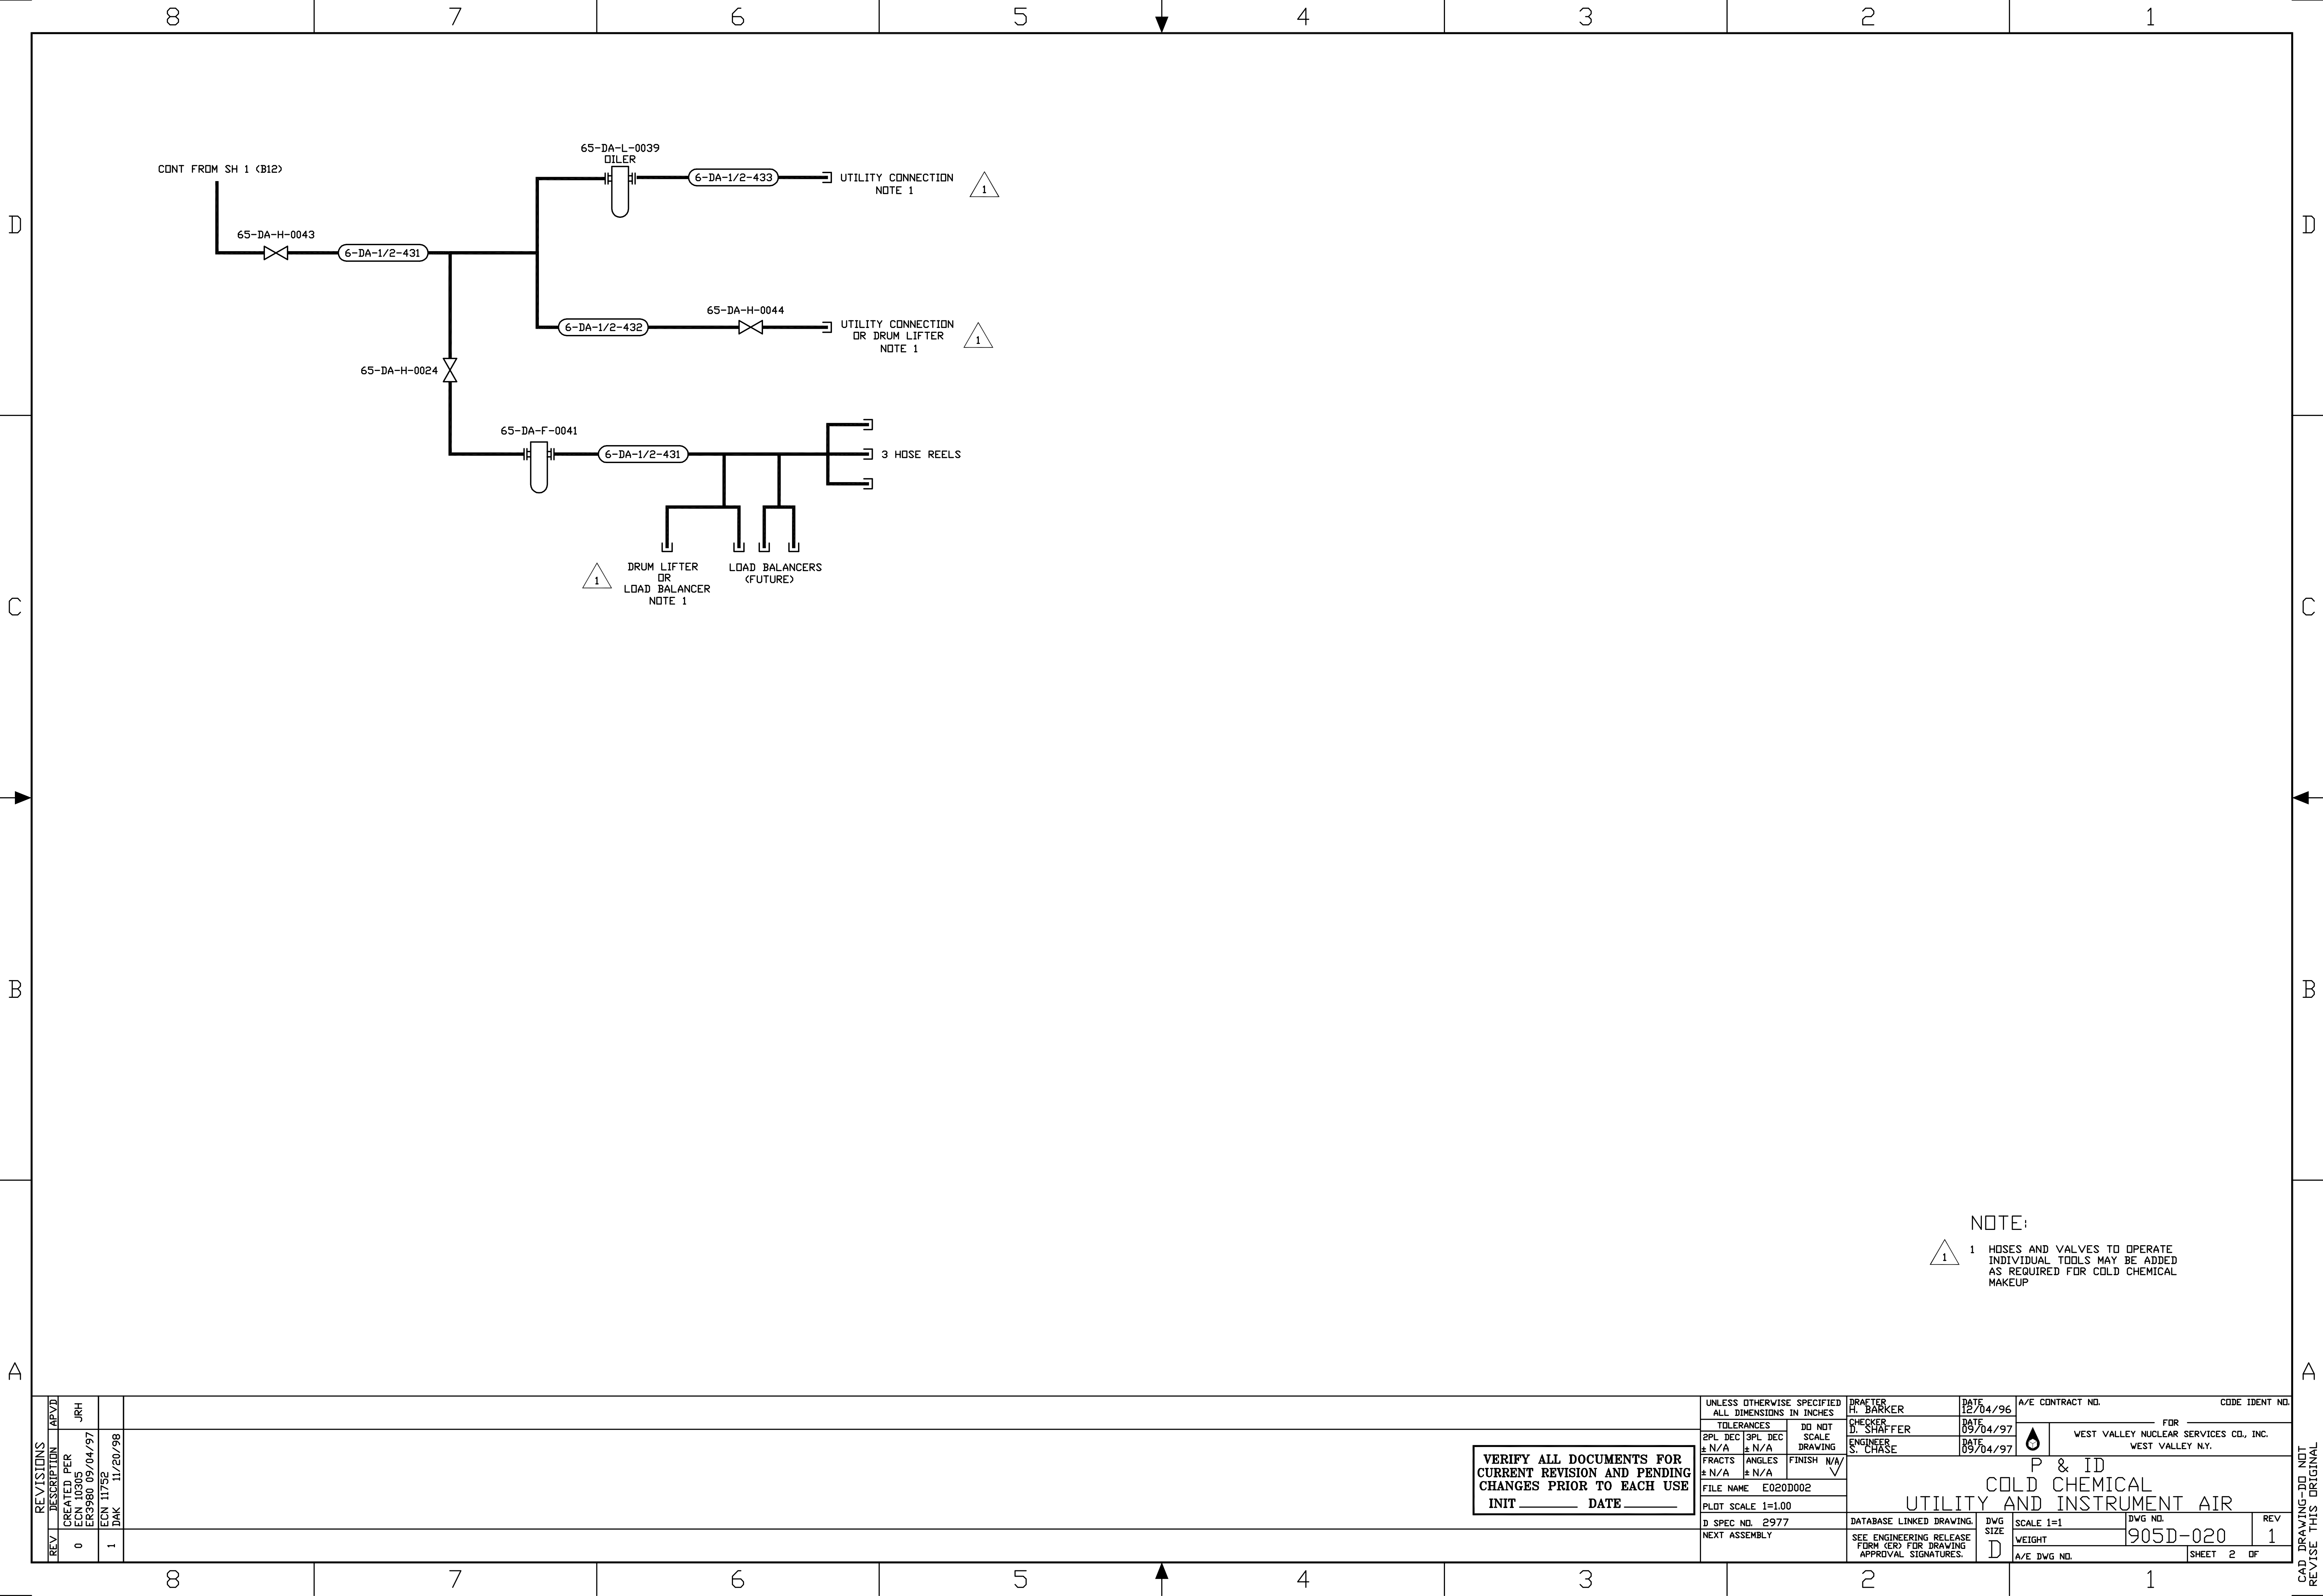 8 7 6 5 4 3 2 1
65-DA-L-0039
OILER
CONT FROM SH 1 (B12)
6-DA-1/2-433
UTILITY CONNECTION
NOTE 1
1
D
D
65-DA-H-0043
6-DA-1/2-431
65-DA-H-0044
6-DA-1/2-432
UTILITY CONNECTION
OR DRUM LIFTER
NOTE 1
1
65-DA-H-0024
65-DA-F-0041
6-DA-1/2-431
3 HOSE REELS
1
DRUM LIFTER
OR
LOAD BALANCER
NOTE 1
LOAD BALANCERS
(FUTURE)
C
C
B
B
NOTE:
1
1 HOSES AND VALVES TO OPERATE
INDIVIDUAL TOOLS MAY BE ADDED
AS REQUIRED FOR COLD CHEMICAL
MAKEUP
A
A
REVISIONS
REV DESCRIPTION APVD
0 CREATED PER JRH
ECN 10305
ER3980 09/04/97
1 ECN 11752
DAK 11/20/98
VERIFY ALL DOCUMENTS FOR
CURRENT REVISION AND PENDING
CHANGES PRIOR TO EACH USE
INIT DATE
UNLESS OTHERWISE SPECIFIED
ALL DIMENSIONS IN INCHES
TOLERANCES
2PL DEC 3PL DEC
± N/A ± N/A
FRACTS ANGLES
± N/A ± N/A
DO NOT
SCALE
DRAWING
FINISH N/A
FILE NAME E020D002
PLOT SCALE 1=1.00
D SPEC NO. 2977
NEXT ASSEMBLY
DRAFTER
H. BARKER
DATE
12/04/96
CHECKER
D. SHAFFER
DATE
09/04/97
ENGINEER
S. CHASE
DATE
09/04/97
A/E CONTRACT NO. CODE IDENT NO.
FOR
WEST VALLEY NUCLEAR SERVICES CO., INC.
WEST VALLEY N.Y.
P & ID
COLD CHEMICAL
UTILITY AND INSTRUMENT AIR
DATABASE LINKED DRAWING.
SEE ENGINEERING RELEASE
FORM (ER) FOR DRAWING
APPROVAL SIGNATURES.
DWG
SIZE
D
SCALE 1=1
WEIGHT
A/E DWG NO.
DWG NO.
905D-020
REV
1
SHEET 2 OF
CAD DRAWING-DO NOT
REVISE THIS ORIGINAL
8 7 6 5 4 3 2 1